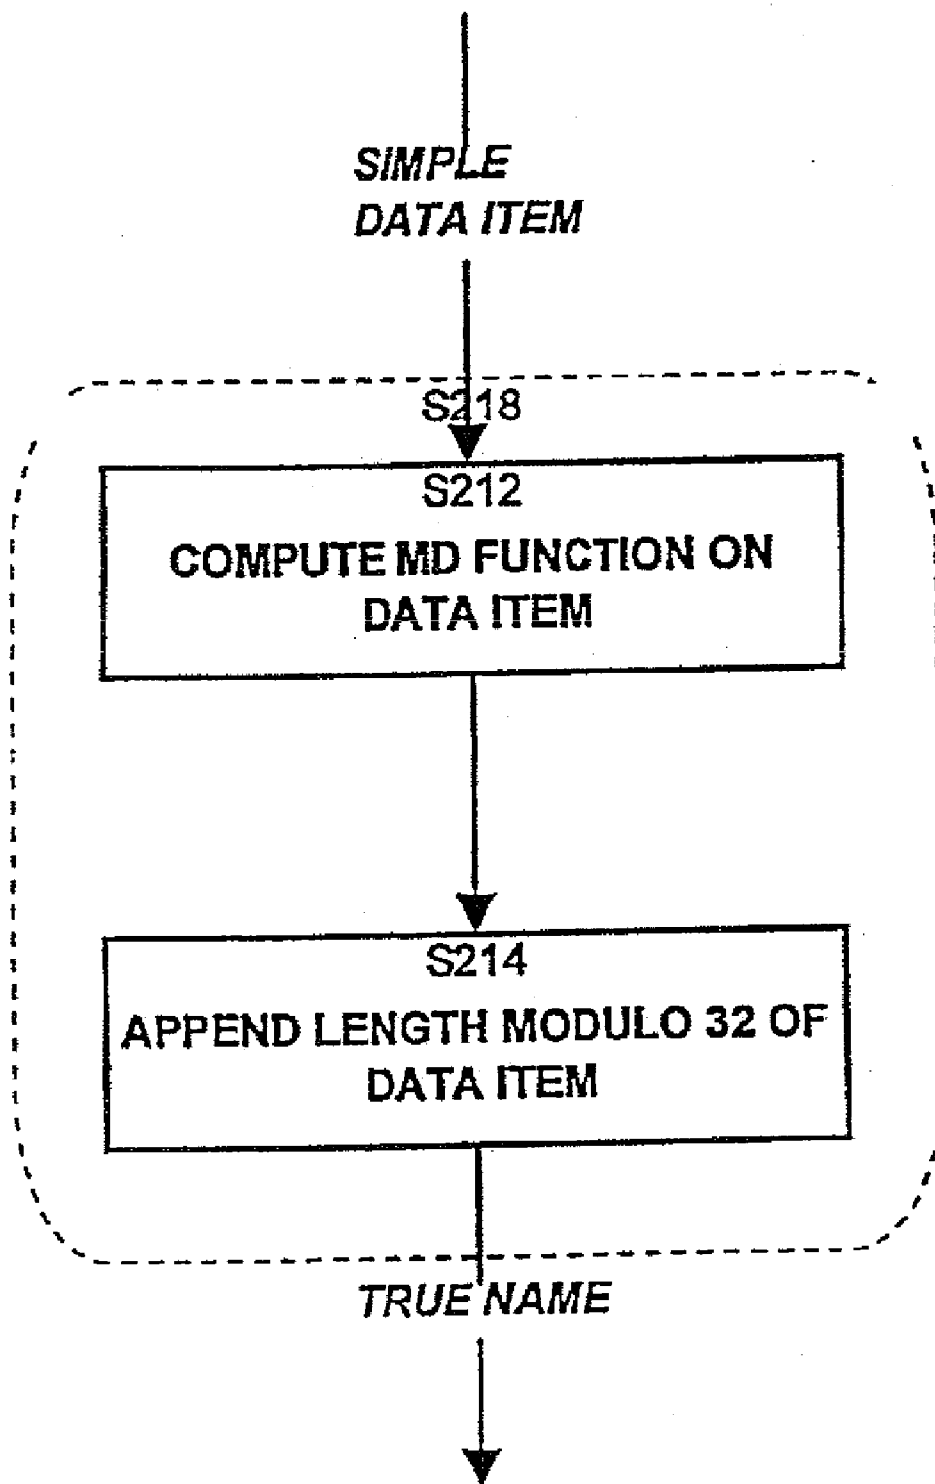 SIMPLE
DATA ITEM
S218
S212
COMPUTE MD FUNCTION ON
DATA ITEM
S214
APPEND LENGTH MODULO 32 OF
DATA ITEM
TRUE NAME